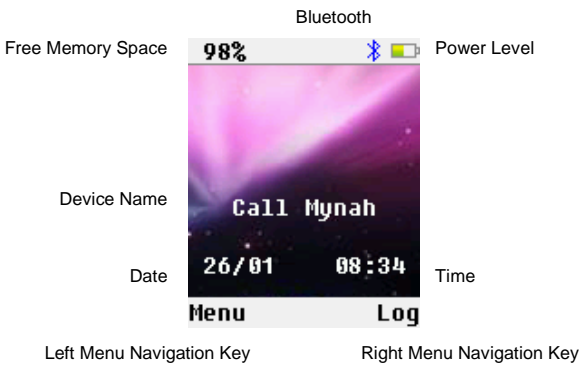 Bluetooth
Free Memory Space 98% Power Level
Device Name Call Mynah
Date 26/01 08:34 Time
Menu Log
Left Menu Navigation Key Right Menu Navigation Key